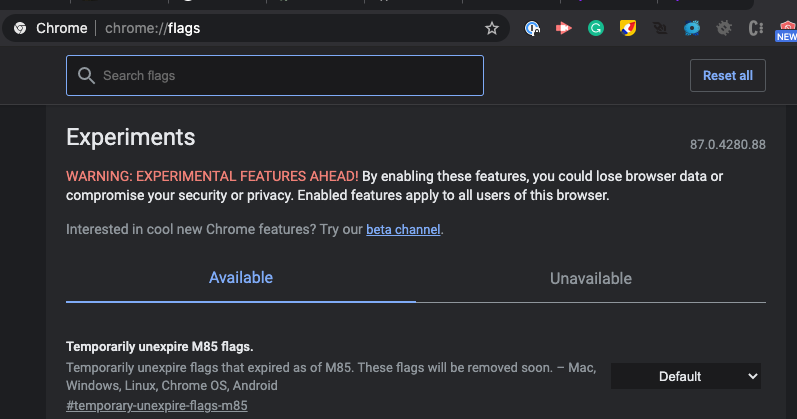 Chrome chrome://flags
NEW
Search flags
Reset all
Experiments
87.0.4280.88
WARNING: EXPERIMENTAL FEATURES AHEAD! By enabling these features, you could lose browser data or
compromise your security or privacy. Enabled features apply to all users of this browser.
Interested in cool new Chrome features? Try our beta channel.
Available
Unavailable
Temporarily unexpire M85 flags.
Temporarily unexpire flags that expired as of M85. These flags will be removed soon. – Mac,
Windows, Linux, Chrome OS, Android
#temporary-unexpire-flags-m85
Default